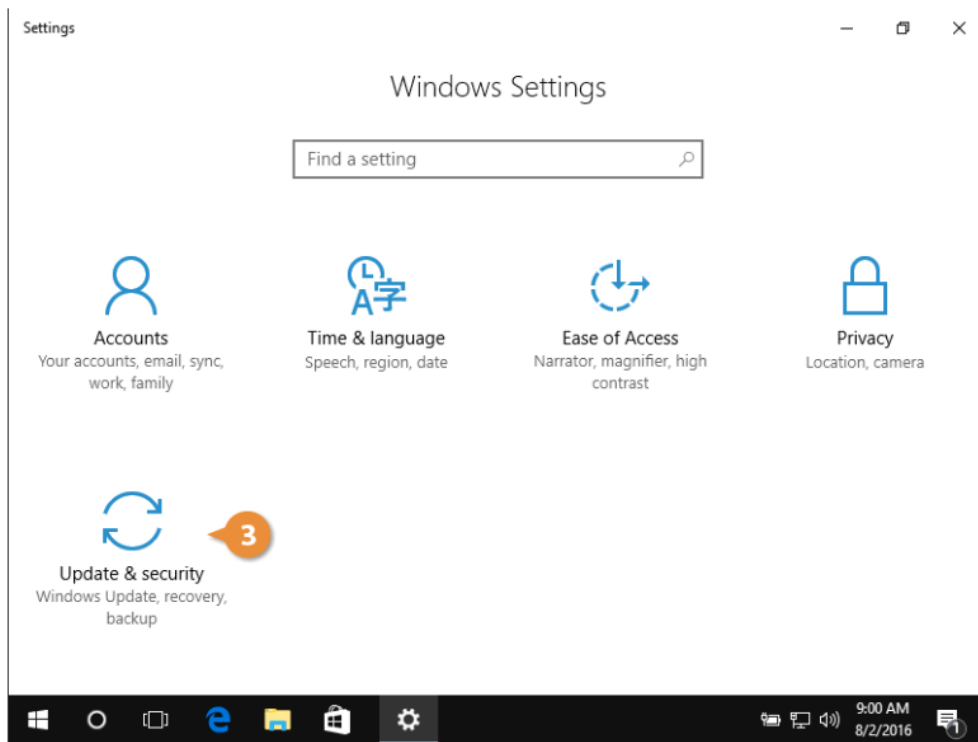 Settings
Windows Settings
Find a setting
Accounts
Your accounts, email, sync,
work, family
Time & language
Speech, region, date
Ease of Access
Narrator, magnifier, high
contrast
Privacy
Location, camera
3
Update & security
Windows Update, recovery,
backup
9:00 AM
8/2/2016
1